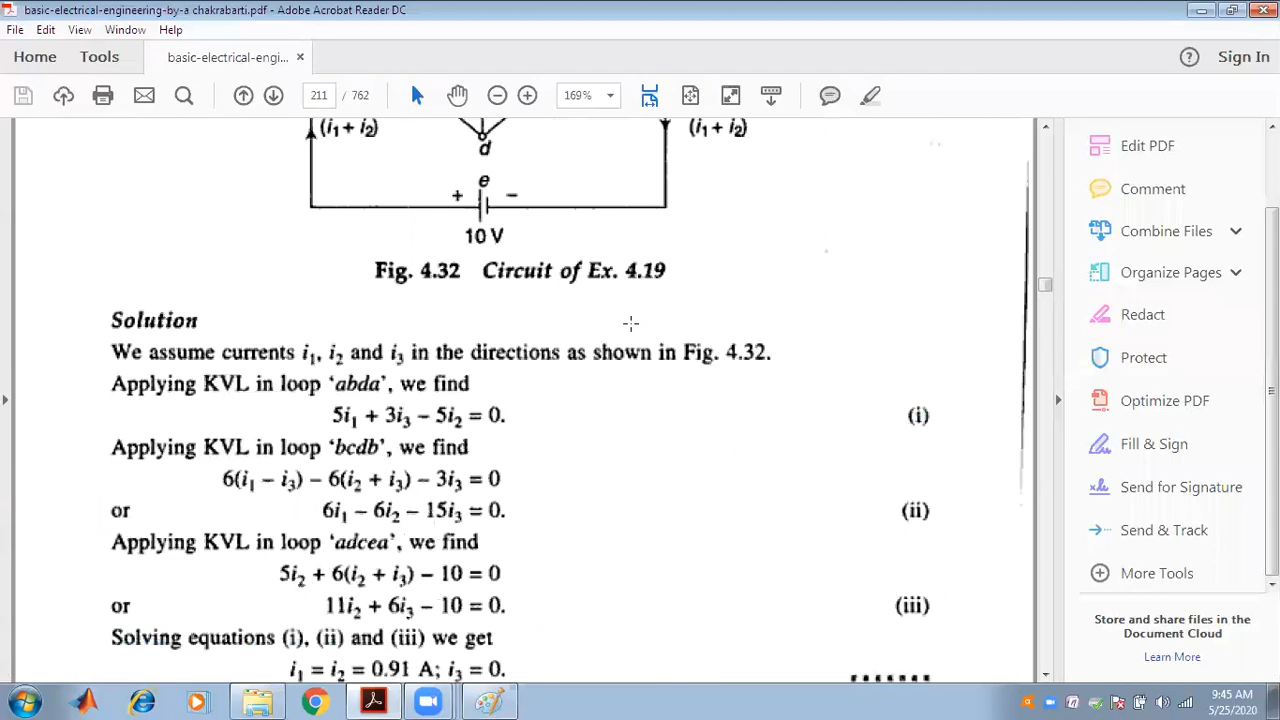 basic-electrical-engineering-by-a chakrabarti.pdf - Adobe Acrobat Reader DC
File Edit View Window Help
Home Tools basic-electrical-engi... × Sign In
211 / 762 169%
(i₁ + i₂) (i₁ + i₂)
d
e
+ −
10 V
Fig. 4.32 Circuit of Ex. 4.19
Solution
We assume currents i₁, i₂ and i₃ in the directions as shown in Fig. 4.32.
Applying KVL in loop ‘abda’, we find
5i₁ + 3i₃ − 5i₂ = 0. (i)
Applying KVL in loop ‘bcdb’, we find
6(i₁ − i₃) − 6(i₂ + i₃) − 3i₃ = 0
or 6i₁ − 6i₂ − 15i₃ = 0. (ii)
Applying KVL in loop ‘adcea’, we find
5i₂ + 6(i₂ + i₃) − 10 = 0
or 11i₂ + 6i₃ − 10 = 0. (iii)
Solving equations (i), (ii) and (iii) we get
i₁ = i₂ = 0.91 A; i₃ = 0.
Edit PDF
Comment
Combine Files
Organize Pages
Redact
Protect
Optimize PDF
Fill & Sign
Send for Signature
Send & Track
More Tools
Store and share files in the
Document Cloud
Learn More
9:45 AM
5/25/2020